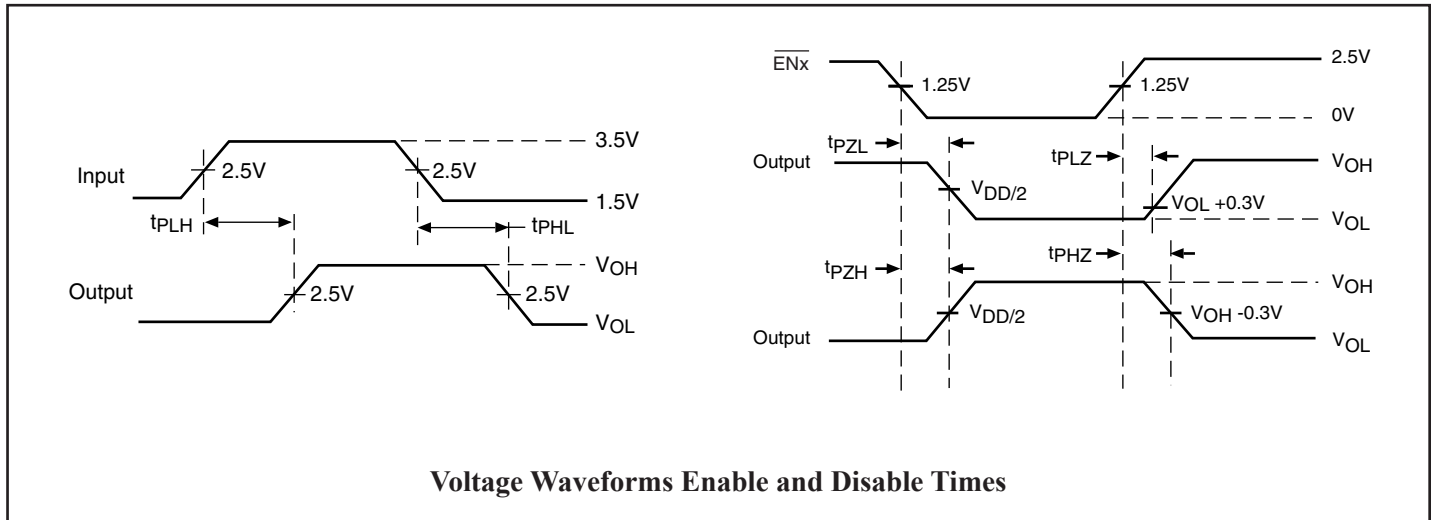 Input
2.5V
2.5V
3.5V
1.5V
tPLH
tPHL
Output
2.5V
2.5V
VOH
VOL
ENx
1.25V
1.25V
2.5V
0V
tPZL
tPLZ
Output
VDD/2
VOL +0.3V
VOH
VOL
tPZH
tPHZ
Output
VDD/2
VOH -0.3V
VOH
VOL
Voltage Waveforms Enable and Disable Times